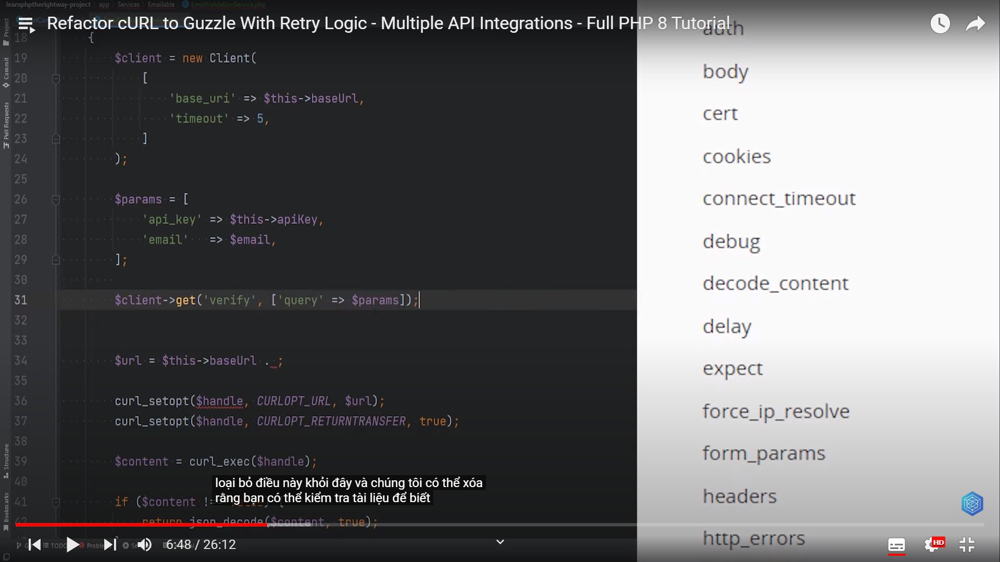 learnphptherightway-project app Services Emailable EmailValidationService.php
Refactor cURL to Guzzle With Retry Logic - Multiple API Integrations - Full PHP 8 Tutorial
Project
Commit
Pull Requests
Structure
Bookmarks
18 {
19 $client = new Client(
20 [
21 'base_uri' => $this->baseUrl,
22 'timeout' => 5,
23 ]
24 );
25
26 $params = [
27 'api_key' => $this->apiKey,
28 'email' => $email,
29 ];
30
31 $client->get('verify', ['query' => $params]);
32
33
34 $url = $this->baseUrl . ;
35
36 curl_setopt($handle, CURLOPT_URL, $url);
37 curl_setopt($handle, CURLOPT_RETURNTRANSFER, true);
38
39 $content = curl_exec($handle);
40
41 if ($content !== false) {
42 return json_decode($content, true);
loại bỏ điều này khỏi đây và chúng tôi có thể xóa
rằng bạn có thể kiểm tra tài liệu để biết
auth
body
cert
cookies
connect_timeout
debug
decode_content
delay
expect
force_ip_resolve
form_params
headers
http_errors
TODO
6:48 / 26:12
HD